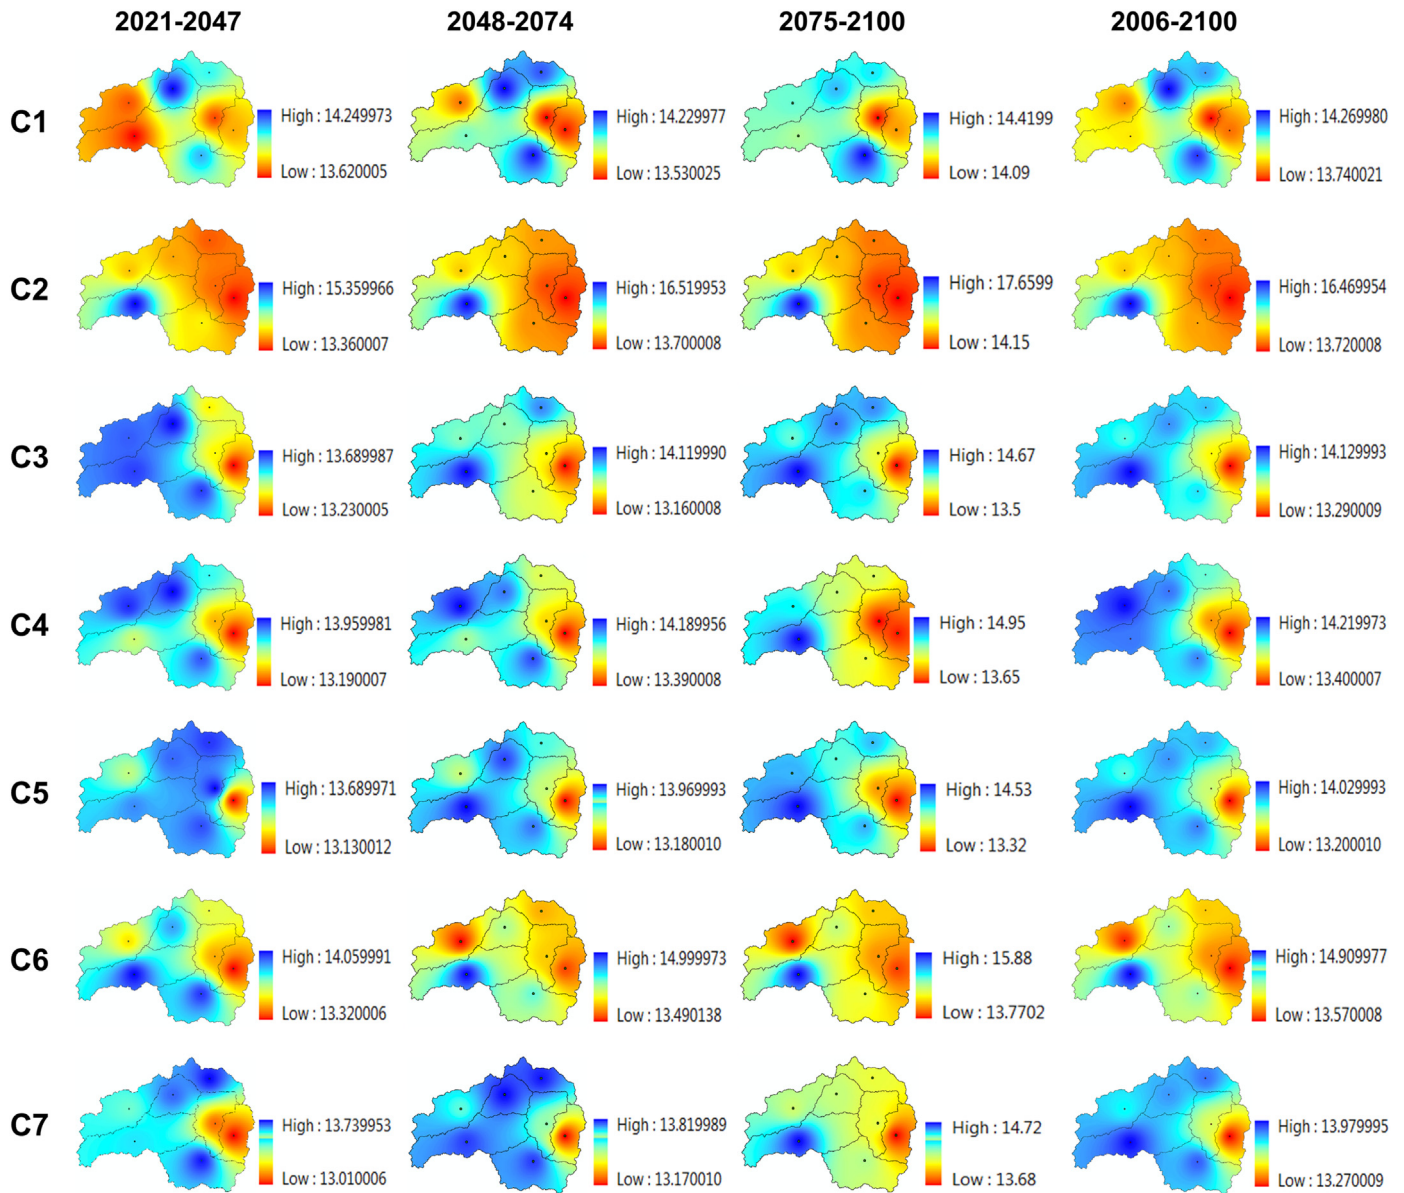 2021-2047 2048-2074 2075-2100 2006-2100
C1
High : 14.249973
Low : 13.620005
High : 14.229977
Low : 13.530025
High : 14.4199
Low : 14.09
High : 14.269980
Low : 13.740021
C2
High : 15.359966
Low : 13.360007
High : 16.519953
Low : 13.700008
High : 17.6599
Low : 14.15
High : 16.469954
Low : 13.720008
C3
High : 13.689987
Low : 13.230005
High : 14.119990
Low : 13.160008
High : 14.67
Low : 13.5
High : 14.129993
Low : 13.290009
C4
High : 13.959981
Low : 13.190007
High : 14.189956
Low : 13.390008
High : 14.95
Low : 13.65
High : 14.219973
Low : 13.400007
C5
High : 13.689971
Low : 13.130012
High : 13.969993
Low : 13.180010
High : 14.53
Low : 13.32
High : 14.029993
Low : 13.200010
C6
High : 14.059991
Low : 13.320006
High : 14.999973
Low : 13.490138
High : 15.88
Low : 13.7702
High : 14.909977
Low : 13.570008
C7
High : 13.739953
Low : 13.010006
High : 13.819989
Low : 13.170010
High : 14.72
Low : 13.68
High : 13.979995
Low : 13.270009